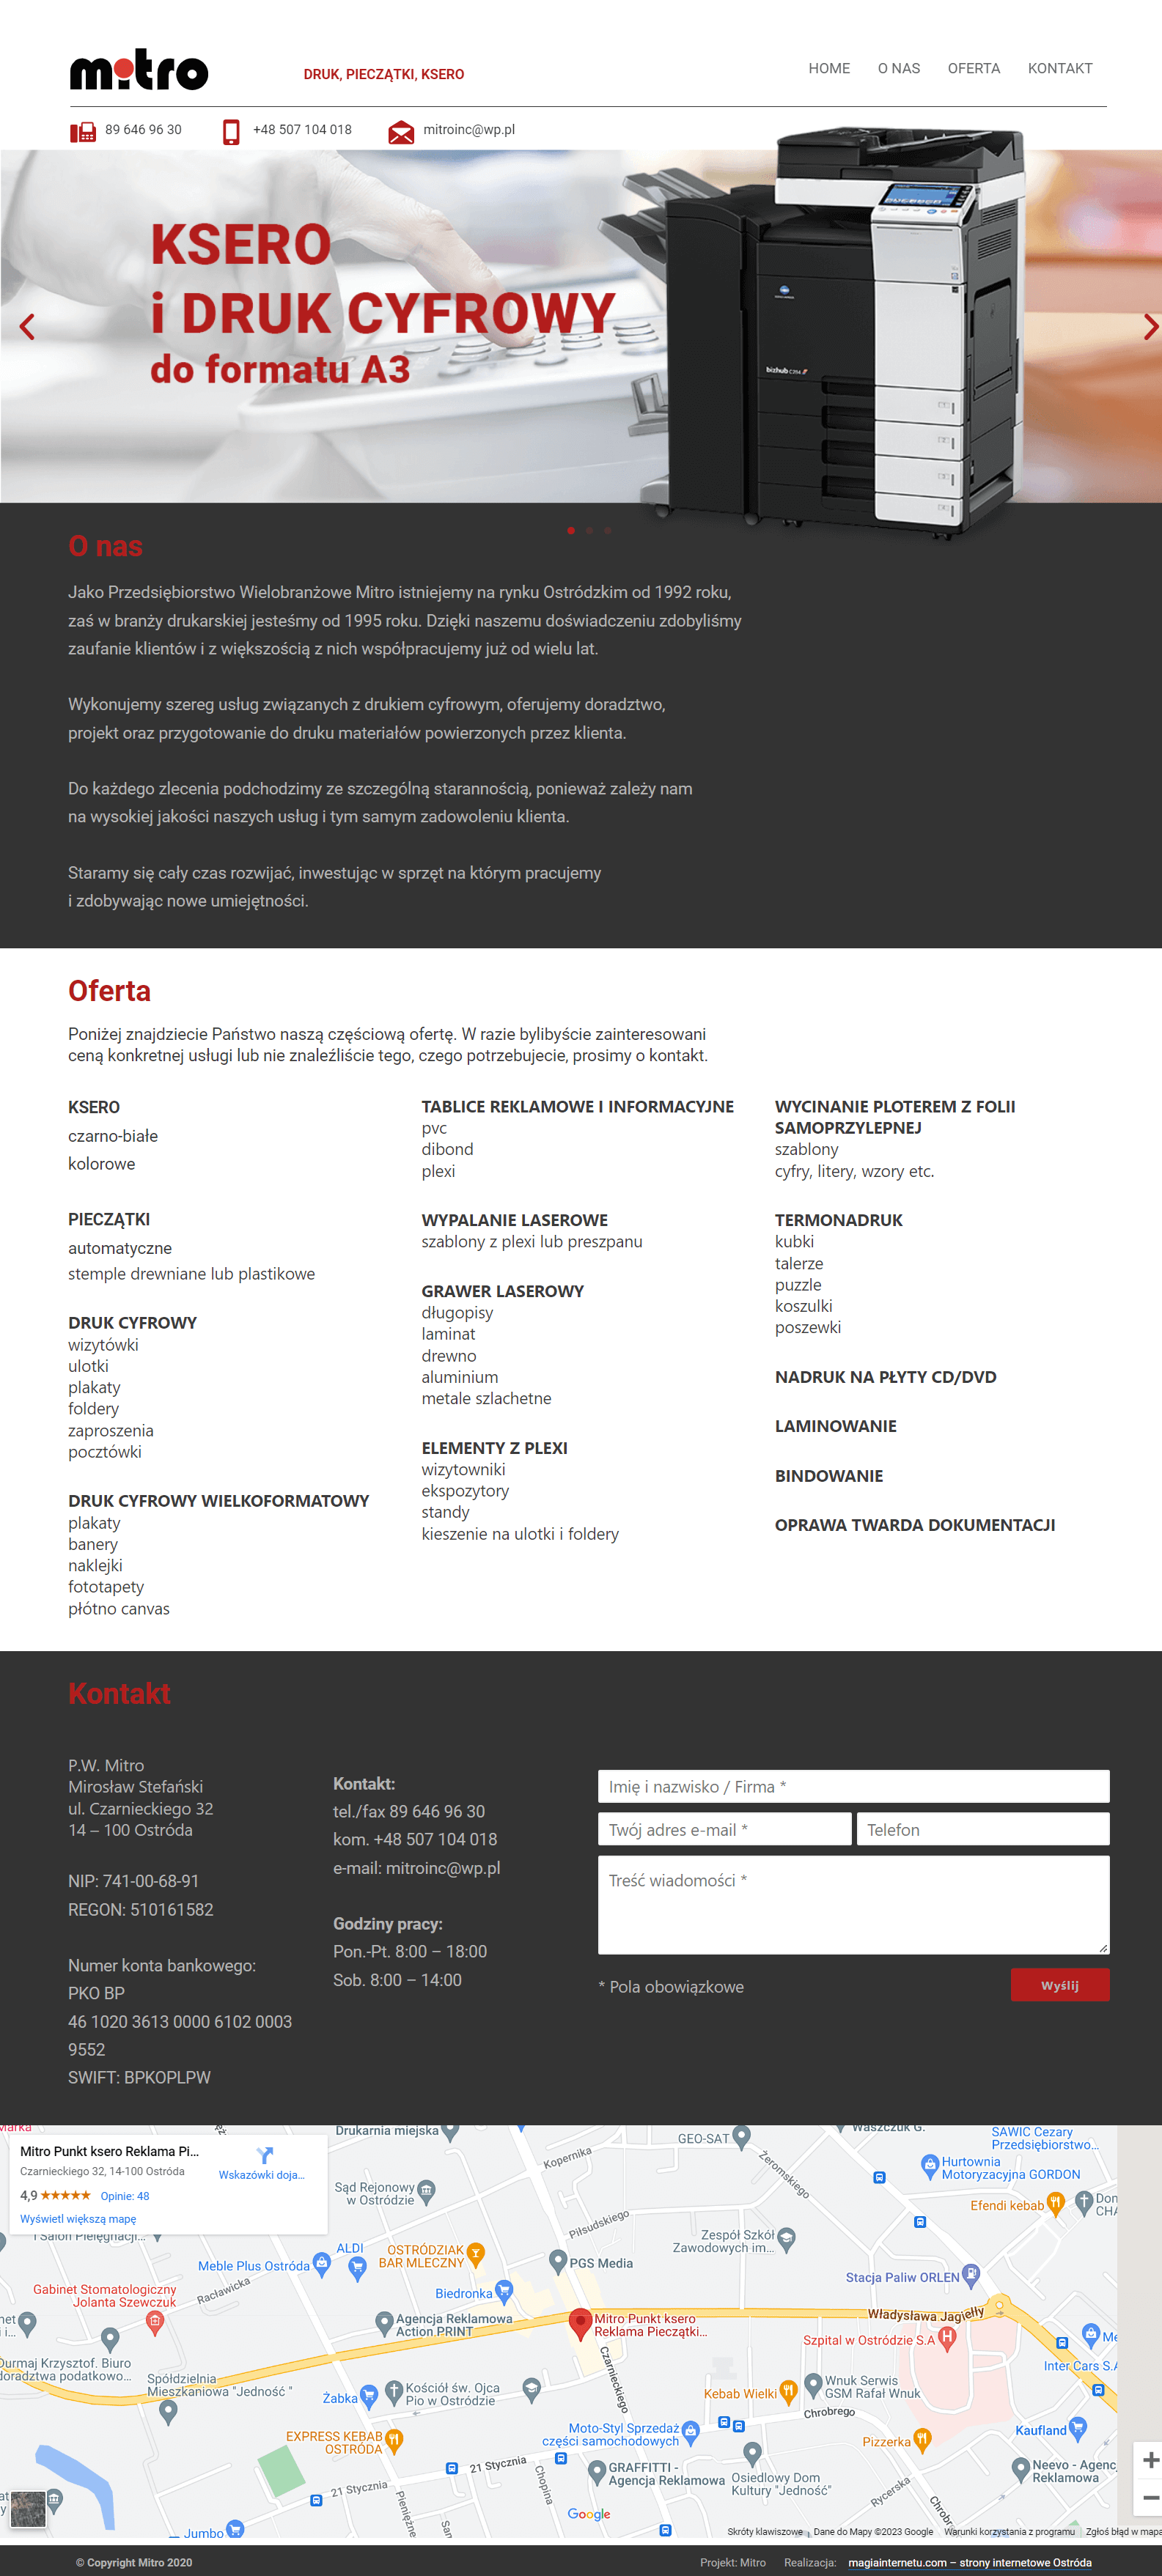 mitro
DRUK, PIECZĄTKI, KSERO
HOME O NAS OFERTA KONTAKT
89 646 96 30 +48 507 104 018 mitroinc@wp.pl
KSERO
i DRUK CYFROWY
do formatu A3
bizhub C254
O nas
Jako Przedsiębiorstwo Wielobranżowe Mitro istniejemy na rynku Ostródzkim od 1992 roku,
zaś w branży drukarskiej jesteśmy od 1995 roku. Dzięki naszemu doświadczeniu zdobyliśmy
zaufanie klientów i z większością z nich współpracujemy już od wielu lat.
Wykonujemy szereg usług związanych z drukiem cyfrowym, oferujemy doradztwo,
projekt oraz przygotowanie do druku materiałów powierzonych przez klienta.
Do każdego zlecenia podchodzimy ze szczególną starannością, ponieważ zależy nam
na wysokiej jakości naszych usług i tym samym zadowoleniu klienta.
Staramy się cały czas rozwijać, inwestując w sprzęt na którym pracujemy
i zdobywając nowe umiejętności.
Oferta
Poniżej znajdziecie Państwo naszą częściową ofertę. W razie bylibyście zainteresowani
ceną konkretnej usługi lub nie znaleźliście tego, czego potrzebujecie, prosimy o kontakt.
KSERO
czarno-białe
kolorowe
PIECZĄTKI
automatyczne
stemple drewniane lub plastikowe
DRUK CYFROWY
wizytówki
ulotki
plakaty
foldery
zaproszenia
pocztówki
DRUK CYFROWY WIELKOFORMATOWY
plakaty
banery
naklejki
fototapety
płótno canvas
TABLICE REKLAMOWE I INFORMACYJNE
pvc
dibond
plexi
WYPALANIE LASEROWE
szablony z plexi lub preszpanu
GRAWER LASEROWY
długopisy
laminat
drewno
aluminium
metale szlachetne
ELEMENTY Z PLEXI
wizytowniki
ekspozytory
standy
kieszenie na ulotki i foldery
WYCINANIE PLOTEREM Z FOLII
SAMOPRZYLEPNEJ
szablony
cyfry, litery, wzory etc.
TERMONADRUK
kubki
talerze
puzzle
koszulki
poszewki
NADRUK NA PŁYTY CD/DVD
LAMINOWANIE
BINDOWANIE
OPRAWA TWARDA DOKUMENTACJI
Kontakt
P.W. Mitro
Mirosław Stefański
ul. Czarnieckiego 32
14 – 100 Ostróda
NIP: 741-00-68-91
REGON: 510161582
Numer konta bankowego:
PKO BP
46 1020 3613 0000 6102 0003
9552
SWIFT: BPKOPLPW
Kontakt:
tel./fax 89 646 96 30
kom. +48 507 104 018
e-mail: mitroinc@wp.pl
Godziny pracy:
Pon.-Pt. 8:00 – 18:00
Sob. 8:00 – 14:00
Imię i nazwisko / Firma *
Twój adres e-mail * Telefon
Treść wiadomości *
* Pola obowiązkowe Wyślij
Mitro Punkt ksero Reklama Pi...
Czarnieckiego 32, 14-100 Ostróda
Wskazówki doja...
4,9 ★★★★★ Opinie: 48
Wyświetl większą mapę
Drukarnia miejska
Kopernika
GEO-SAT
Żeromskiego
SAWIC Cezary
Przedsiębiorstwo...
Hurtownia
Motoryzacyjna GORDON
Sąd Rejonowy
w Ostródzie
Efendi kebab
Piłsudskiego
Zespół Szkół
Zawodowych im...
ALDI
OSTRÓDZIAK
BAR MLECZNY
Meble Plus Ostróda
PGS Media
Stacja Paliw ORLEN
Gabinet Stomatologiczny
Jolanta Szewczuk
Racławicka
Biedronka
Agencja Reklamowa
Action PRINT
Mitro Punkt ksero
Reklama Pieczątki...
Władysława Jagiełły
Szpital w Ostródzie S.A
Durmaj Krzysztof. Biuro
doradztwa podatkowo...
Spółdzielnia
Mieszkaniowa "Jedność "
Czarnieckiego
Inter Cars S.A
Żabka
Kościół św. Ojca
Pio w Ostródzie
Kebab Wielki
Wnuk Serwis
GSM Rafał Wnuk
Chrobrego
EXPRESS KEBAB
OSTRÓDA
Moto-Styl Sprzedaż
części samochodowych
Pizzerka
Kaufland
21 Stycznia
21 Stycznia
Chopina
Pieniężne
GRAFFITTI -
Agencja Reklamowa
Osiedlowy Dom
Kultury "Jedność"
Rycerska
Neevo - Agenc
Reklamowa
Jumbo
Google
Skróty klawiszowe Dane do Mapy ©2023 Google Warunki korzystania z programu Zgłoś błąd w mapa
© Copyright Mitro 2020 Projekt: Mitro Realizacja: magiainternetu.com – strony internetowe Ostróda